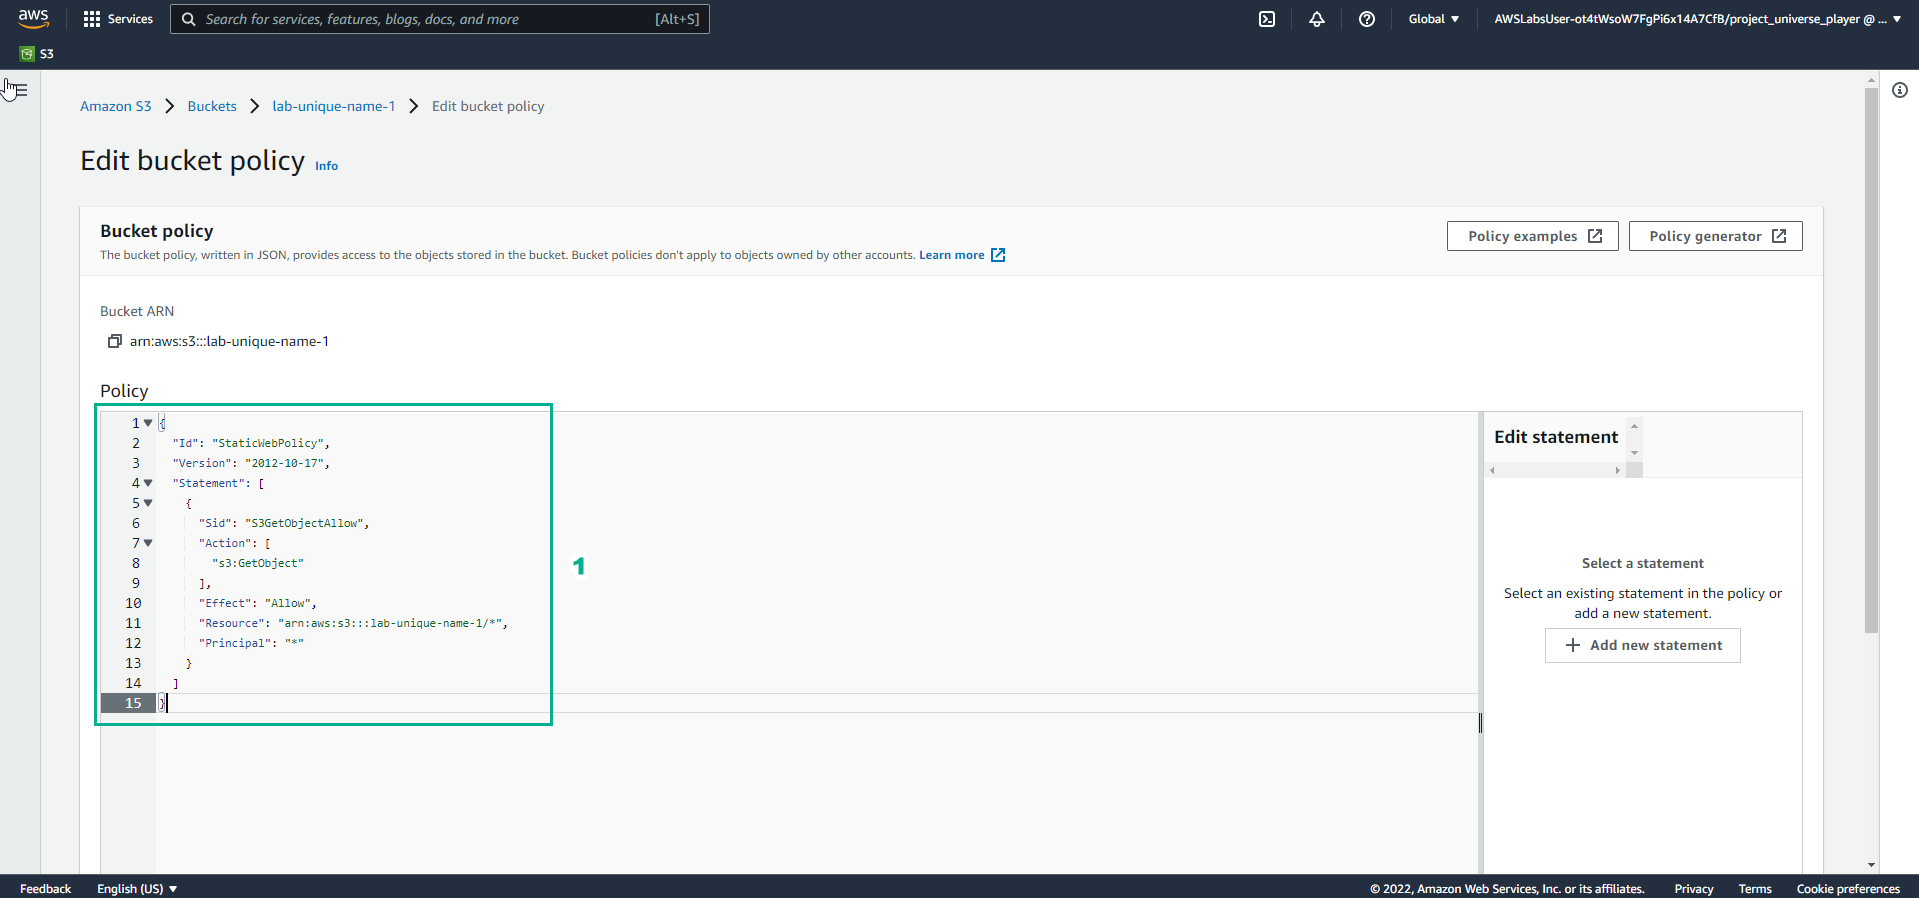 aws Services Search for services, features, blogs, docs, and more [Alt+S] Global AWSLabsUser-ot4tWsoW7FgPi6x14A7CfB/project_universe_player @ ...
S3
Amazon S3 Buckets lab-unique-name-1 Edit bucket policy
Edit bucket policy Info
Bucket policy
Policy examples Policy generator
The bucket policy, written in JSON, provides access to the objects stored in the bucket. Bucket policies don't apply to objects owned by other accounts. Learn more
Bucket ARN
arn:aws:s3:::lab-unique-name-1
Policy
1 {
2 "Id": "StaticWebPolicy",
3 "Version": "2012-10-17",
4 "Statement": [
5 {
6 "Sid": "S3GetObjectAllow",
7 "Action": [
8 "s3:GetObject"
9 ],
10 "Effect": "Allow",
11 "Resource": "arn:aws:s3:::lab-unique-name-1/*",
12 "Principal": "*"
13 }
14 ]
15 }
1
Edit statement
Select a statement
Select an existing statement in the policy or
add a new statement.
Add new statement
Feedback English (US) © 2022, Amazon Web Services, Inc. or its affiliates. Privacy Terms Cookie preferences